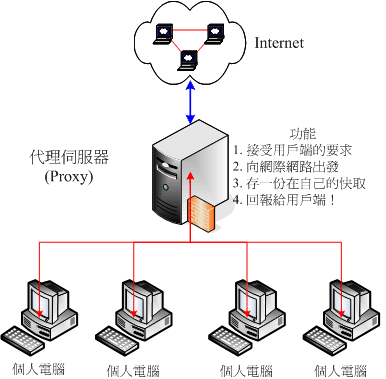 Internet
代理伺服器
(Proxy)
功能
1. 接受用戶端的要求
2. 向網際網路出發
3. 存一份在自己的快取
4. 回報給用戶端！
個人電腦
個人電腦
個人電腦
個人電腦